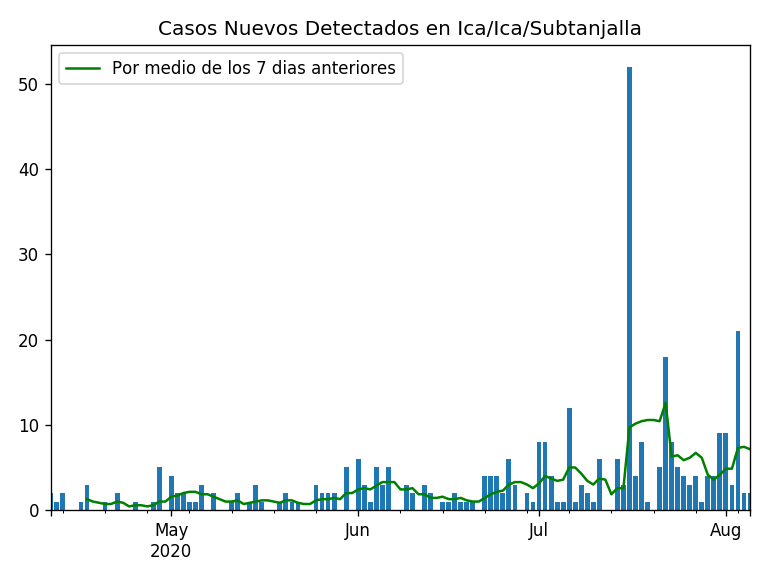 Casos Nuevos Detectados en Ica/Ica/Subtanjalla
Por medio de los 7 dias anteriores
50
40
30
20
10
0
May
2020
Jun
Jul
Aug